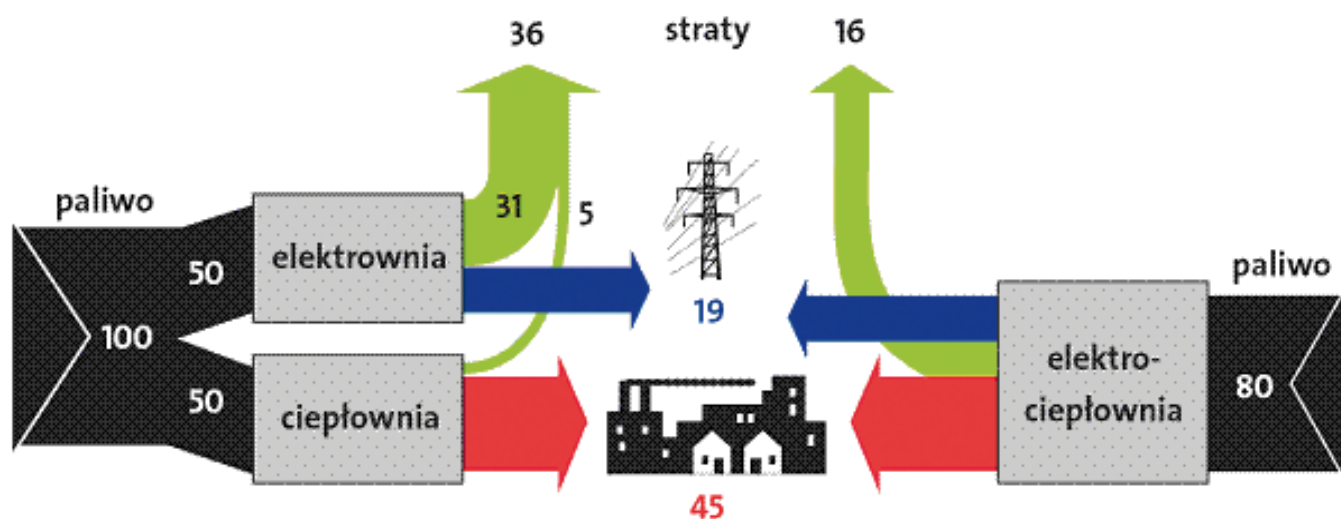 36 straty 16
paliwo
31 5
50 elektrownia
paliwo
19
100
elektro-
ciepłownia
80
50 ciepłownia
45